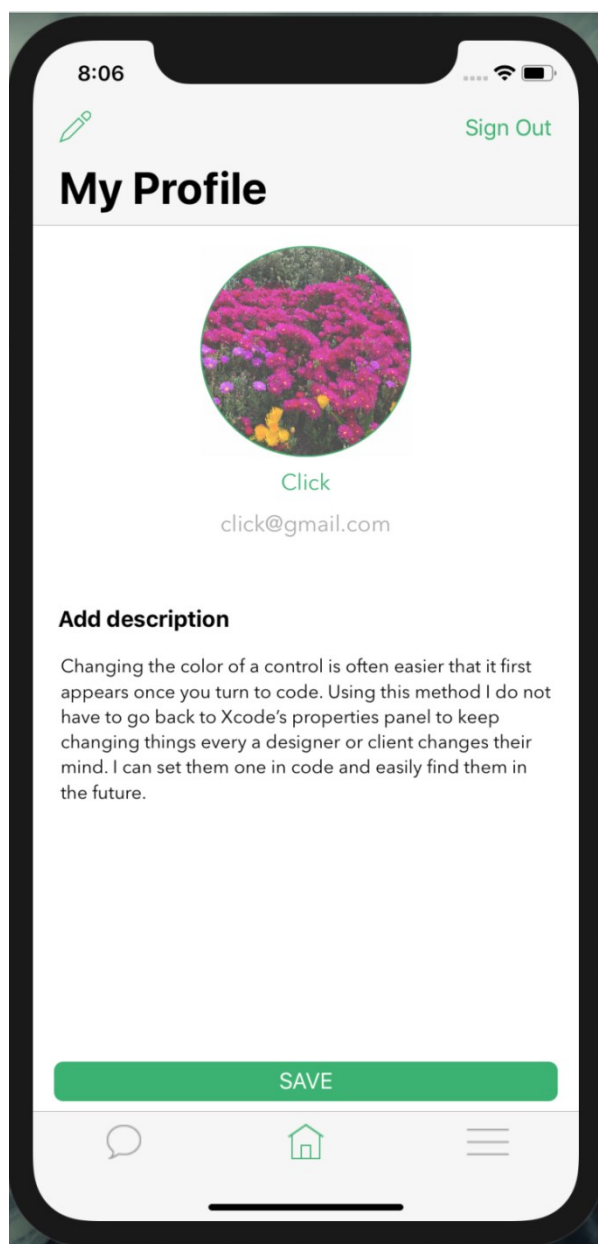 8:06
Sign Out
My Profile
Click
click@gmail.com
Add description
Changing the color of a control is often easier that it first
appears once you turn to code. Using this method I do not
have to go back to Xcode’s properties panel to keep
changing things every a designer or client changes their
mind. I can set them one in code and easily find them in
the future.
SAVE